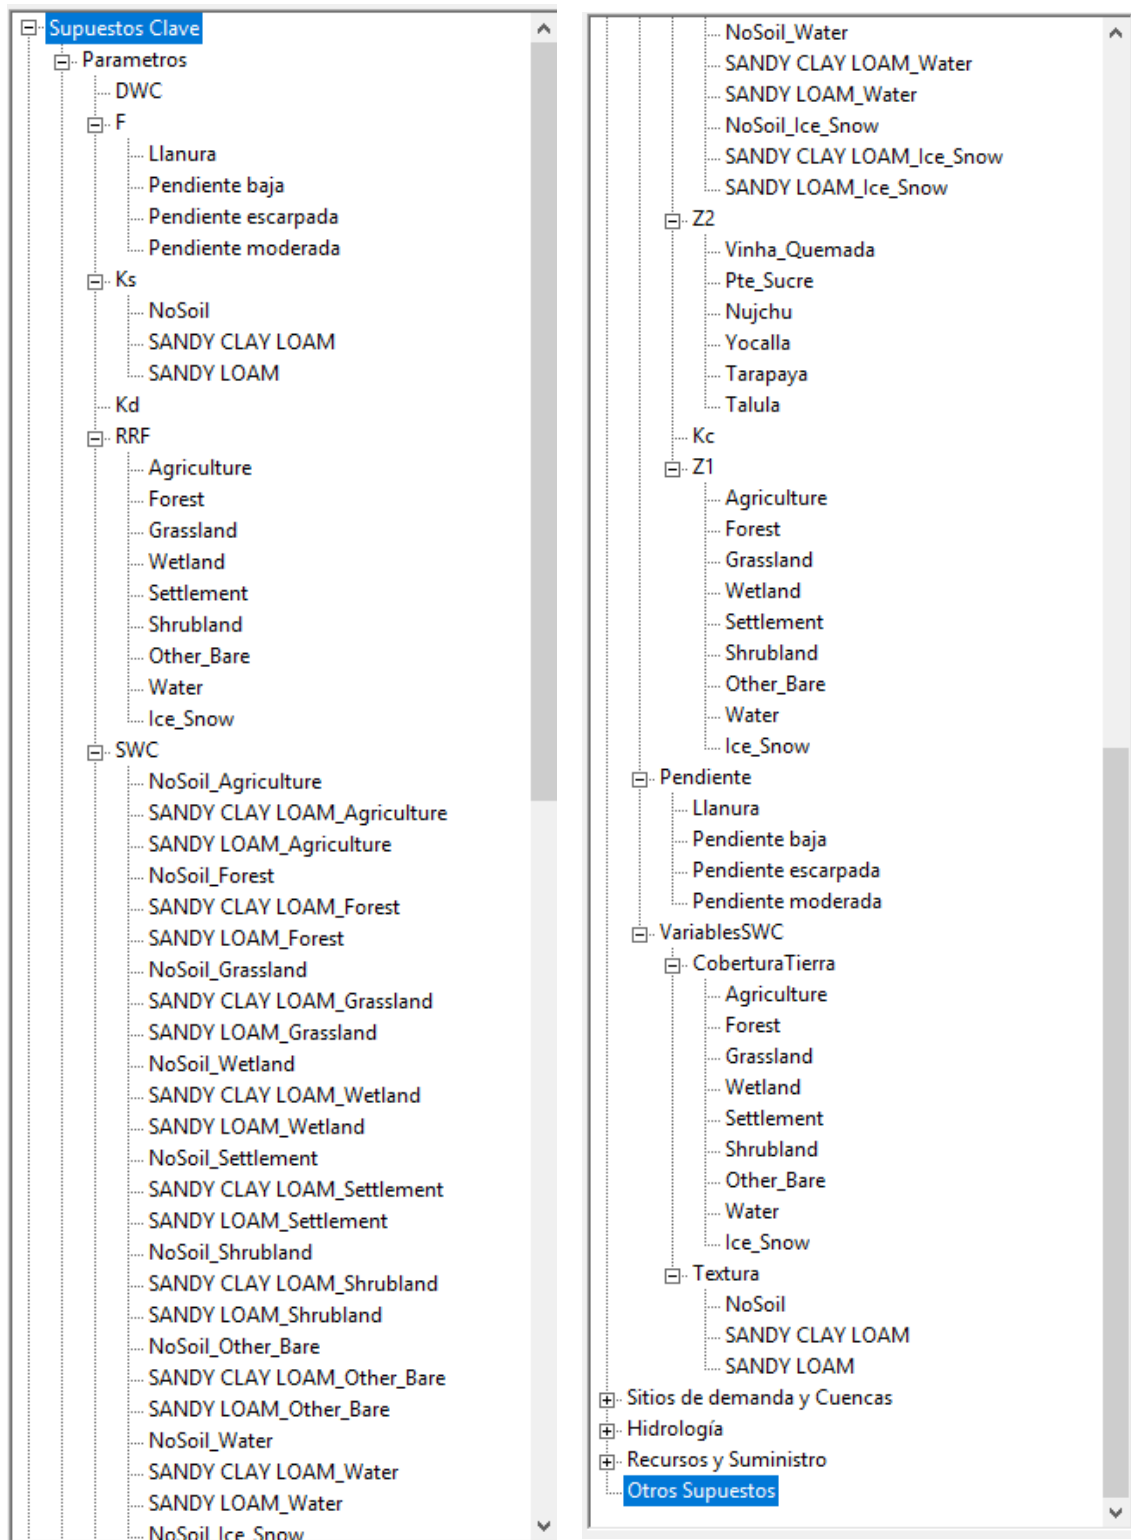 Supuestos Clave
Parametros
DWC
F
Llanura
Pendiente baja
Pendiente escarpada
Pendiente moderada
Ks
NoSoil
SANDY CLAY LOAM
SANDY LOAM
Kd
RRF
Agriculture
Forest
Grassland
Wetland
Settlement
Shrubland
Other_Bare
Water
Ice_Snow
SWC
NoSoil_Agriculture
SANDY CLAY LOAM_Agriculture
SANDY LOAM_Agriculture
NoSoil_Forest
SANDY CLAY LOAM_Forest
SANDY LOAM_Forest
NoSoil_Grassland
SANDY CLAY LOAM_Grassland
SANDY LOAM_Grassland
NoSoil_Wetland
SANDY CLAY LOAM_Wetland
SANDY LOAM_Wetland
NoSoil_Settlement
SANDY CLAY LOAM_Settlement
SANDY LOAM_Settlement
NoSoil_Shrubland
SANDY CLAY LOAM_Shrubland
SANDY LOAM_Shrubland
NoSoil_Other_Bare
SANDY CLAY LOAM_Other_Bare
SANDY LOAM_Other_Bare
NoSoil_Water
SANDY CLAY LOAM_Water
SANDY LOAM_Water
NoSoil_Ice_Snow
NoSoil_Water
SANDY CLAY LOAM_Water
SANDY LOAM_Water
NoSoil_Ice_Snow
SANDY CLAY LOAM_Ice_Snow
SANDY LOAM_Ice_Snow
Z2
Vinha_Quemada
Pte_Sucre
Nujchu
Yocalla
Tarapaya
Talula
Kc
Z1
Agriculture
Forest
Grassland
Wetland
Settlement
Shrubland
Other_Bare
Water
Ice_Snow
Pendiente
Llanura
Pendiente baja
Pendiente escarpada
Pendiente moderada
VariablesSWC
CoberturaTierra
Agriculture
Forest
Grassland
Wetland
Settlement
Shrubland
Other_Bare
Water
Ice_Snow
Textura
NoSoil
SANDY CLAY LOAM
SANDY LOAM
Sitios de demanda y Cuencas
Hidrología
Recursos y Suministro
Otros Supuestos